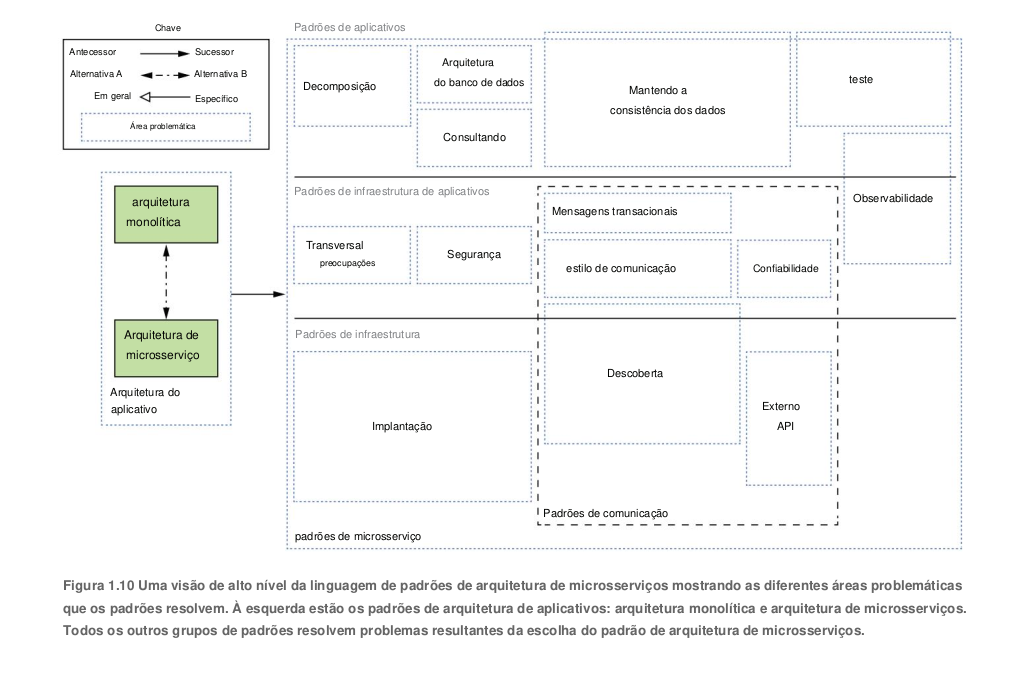 Chave
Antecessor
Sucessor
Alternativa A
Alternativa B
Em geral
Específico
Área problemática
arquitetura
monolítica
Arquitetura de
microsserviço
Arquitetura do
aplicativo
Padrões de aplicativos
Decomposição
Arquitetura
do banco de dados
Consultando
Mantendo a
consistência dos dados
teste
Observabilidade
Padrões de infraestrutura de aplicativos
Transversal
preocupações
Segurança
Mensagens transacionais
estilo de comunicação
Confiabilidade
Padrões de infraestrutura
Implantação
Descoberta
Externo
API
Padrões de comunicação
padrões de microsserviço
Figura 1.10 Uma visão de alto nível da linguagem de padrões de arquitetura de microsserviços mostrando as diferentes áreas problemáticas
que os padrões resolvem. À esquerda estão os padrões de arquitetura de aplicativos: arquitetura monolítica e arquitetura de microsserviços.
Todos os outros grupos de padrões resolvem problemas resultantes da escolha do padrão de arquitetura de microsserviços.